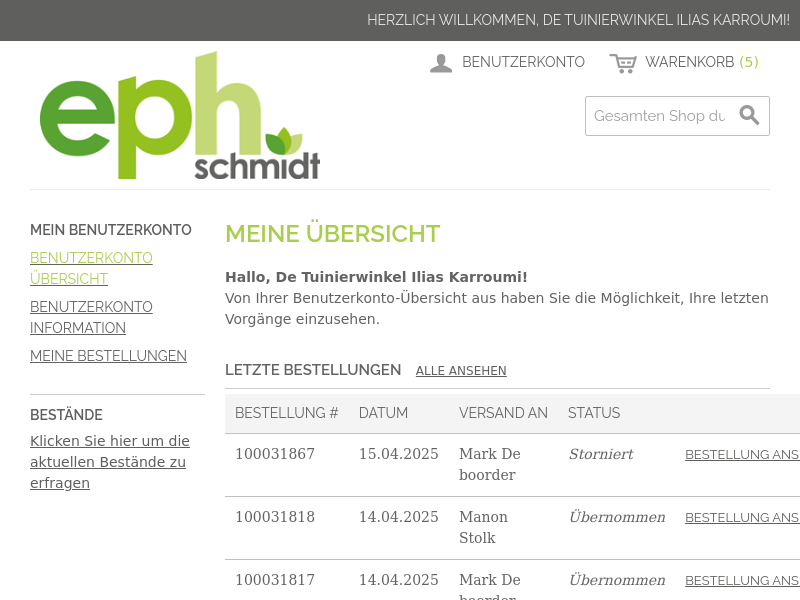 HERZLICH WILLKOMMEN, DE TUINIERWINKEL ILIAS KARROUMI!
BENUTZERKONTO
WARENKORB (5)
eph
schmidt
Gesamten Shop du
MEIN BENUTZERKONTO
BENUTZERKONTO
ÜBERSICHT
BENUTZERKONTO
INFORMATION
MEINE BESTELLUNGEN
BESTÄNDE
Klicken Sie hier um die
aktuellen Bestände zu
erfragen
MEINE ÜBERSICHT
Hallo, De Tuinierwinkel Ilias Karroumi!
Von Ihrer Benutzerkonto-Übersicht aus haben Sie die Möglichkeit, Ihre letzten
Vorgänge einzusehen.
LETZTE BESTELLUNGEN ALLE ANSEHEN
BESTELLUNG # DATUM VERSAND AN STATUS
100031867 15.04.2025 Mark De Storniert BESTELLUNG ANS
boorder
100031818 14.04.2025 Manon Übernommen BESTELLUNG ANS
Stolk
100031817 14.04.2025 Mark De Übernommen BESTELLUNG ANS
boorder